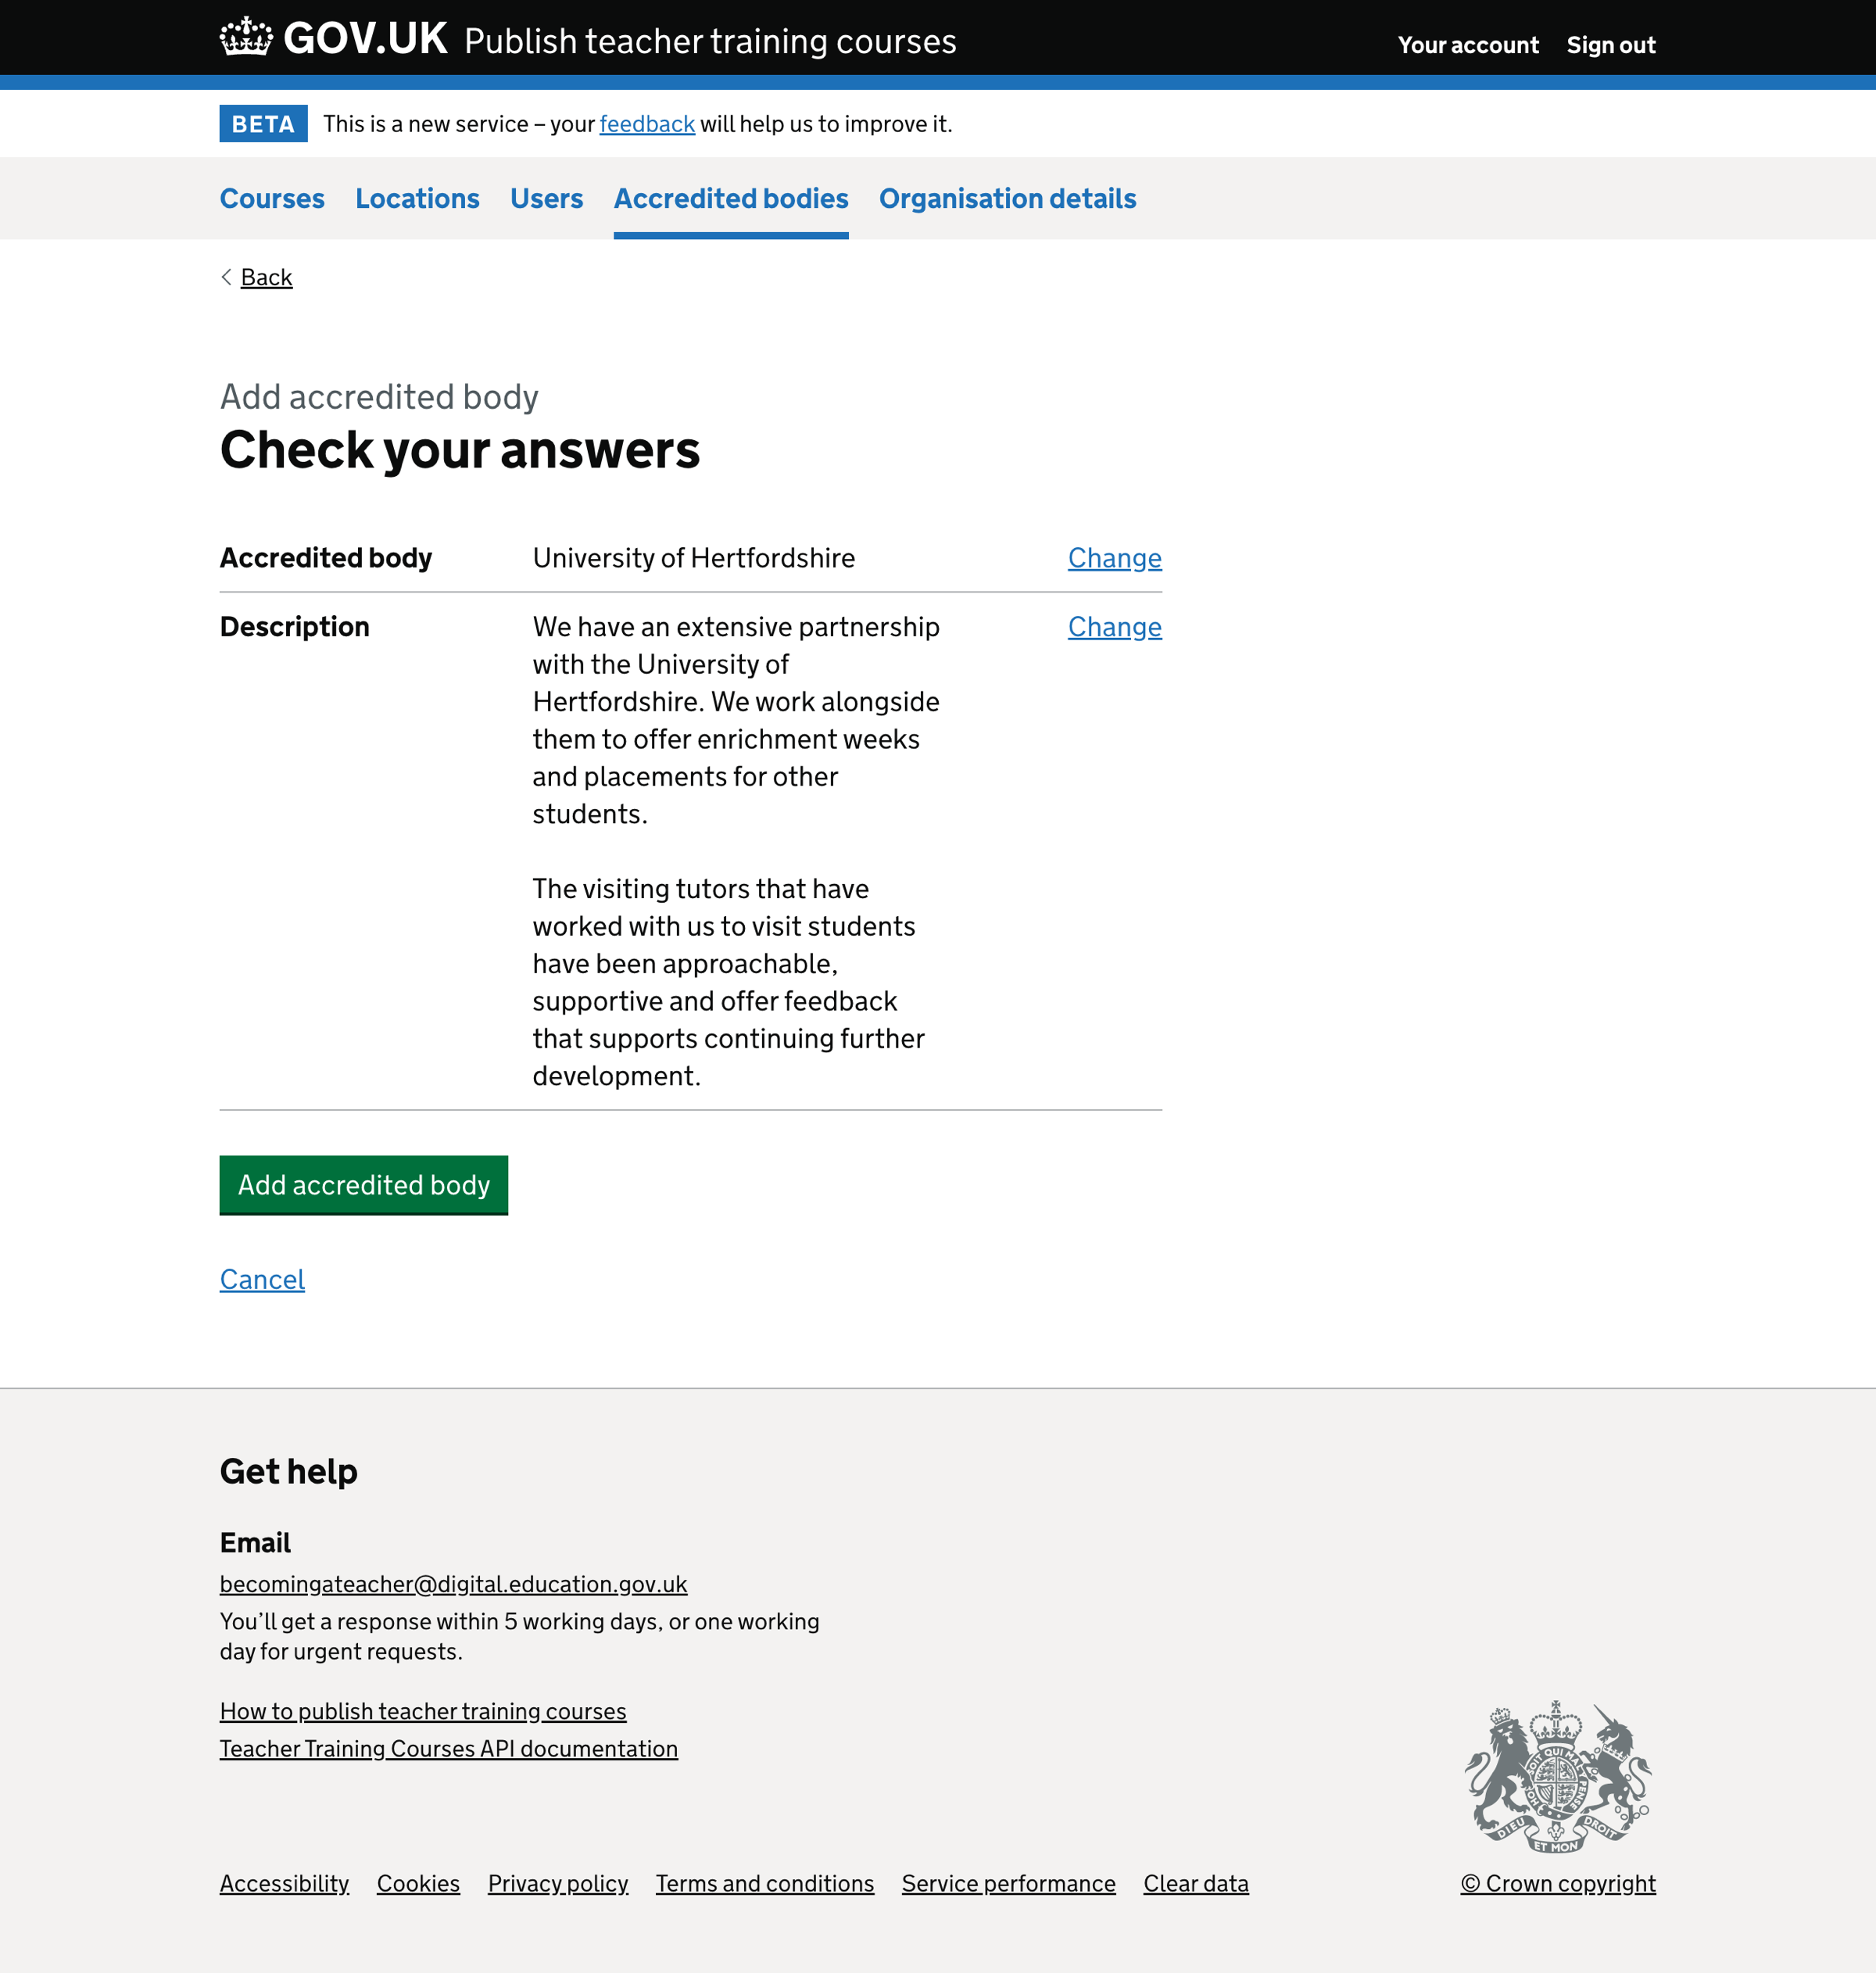 GOV.UK Publish teacher training courses
Your account Sign out
BETA This is a new service – your feedback will help us to improve it.
Courses Locations Users Accredited bodies Organisation details
Back
Add accredited body
Check your answers
Accredited body University of Hertfordshire Change
Description We have an extensive partnership Change
with the University of
Hertfordshire. We work alongside
them to offer enrichment weeks
and placements for other
students.
The visiting tutors that have
worked with us to visit students
have been approachable,
supportive and offer feedback
that supports continuing further
development.
Add accredited body
Cancel
Get help
Email
becomingateacher@digital.education.gov.uk
You’ll get a response within 5 working days, or one working
day for urgent requests.
How to publish teacher training courses
Teacher Training Courses API documentation
DIEU ET MON DROIT
Accessibility Cookies Privacy policy Terms and conditions Service performance Clear data
© Crown copyright